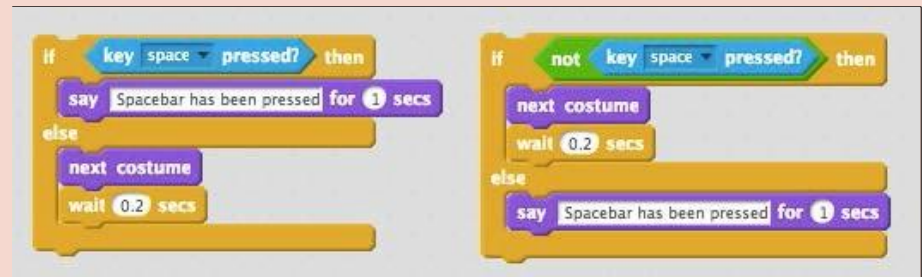 if key space pressed? then
say Spacebar has been pressed for 1 secs
else
next costume
wait 0.2 secs
if not key space pressed? then
next costume
wait 0.2 secs
else
say Spacebar has been pressed for 1 secs